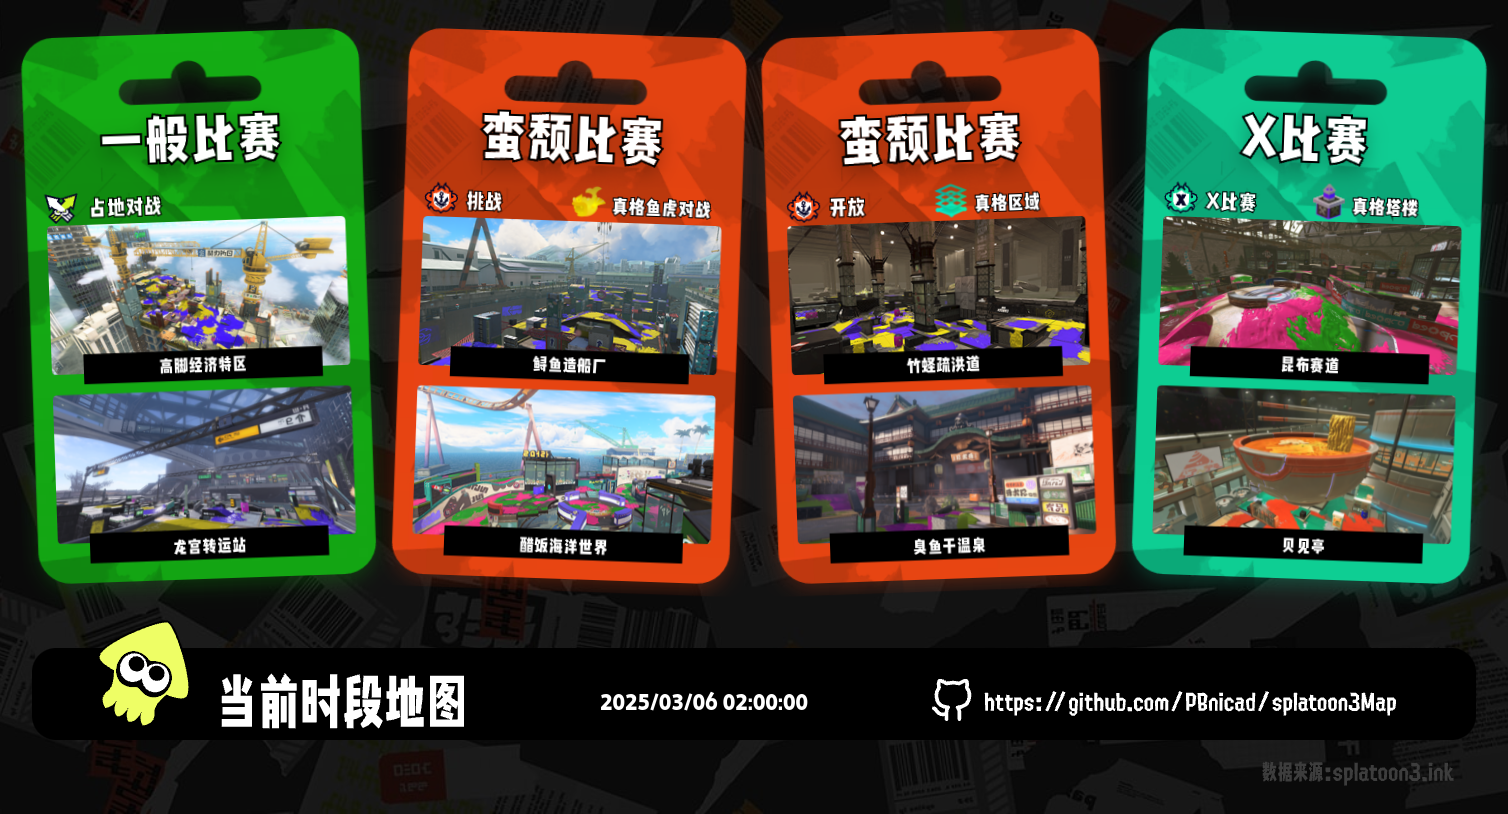 一般比赛
占地对战
高脚经济特区
龙宫转运站
蛮颓比赛
挑战
真格鱼虎对战
鲟鱼造船厂
醋饭海洋世界
蛮颓比赛
开放
真格区域
竹蛏疏洪道
臭鱼干温泉
X比赛
X比赛
真格塔楼
昆布赛道
贝见亭
当前时段地图
2025/03/06 02:00:00
https://github.com/PBnicad/splatoon3Map
数据来源:splatoon3.ink